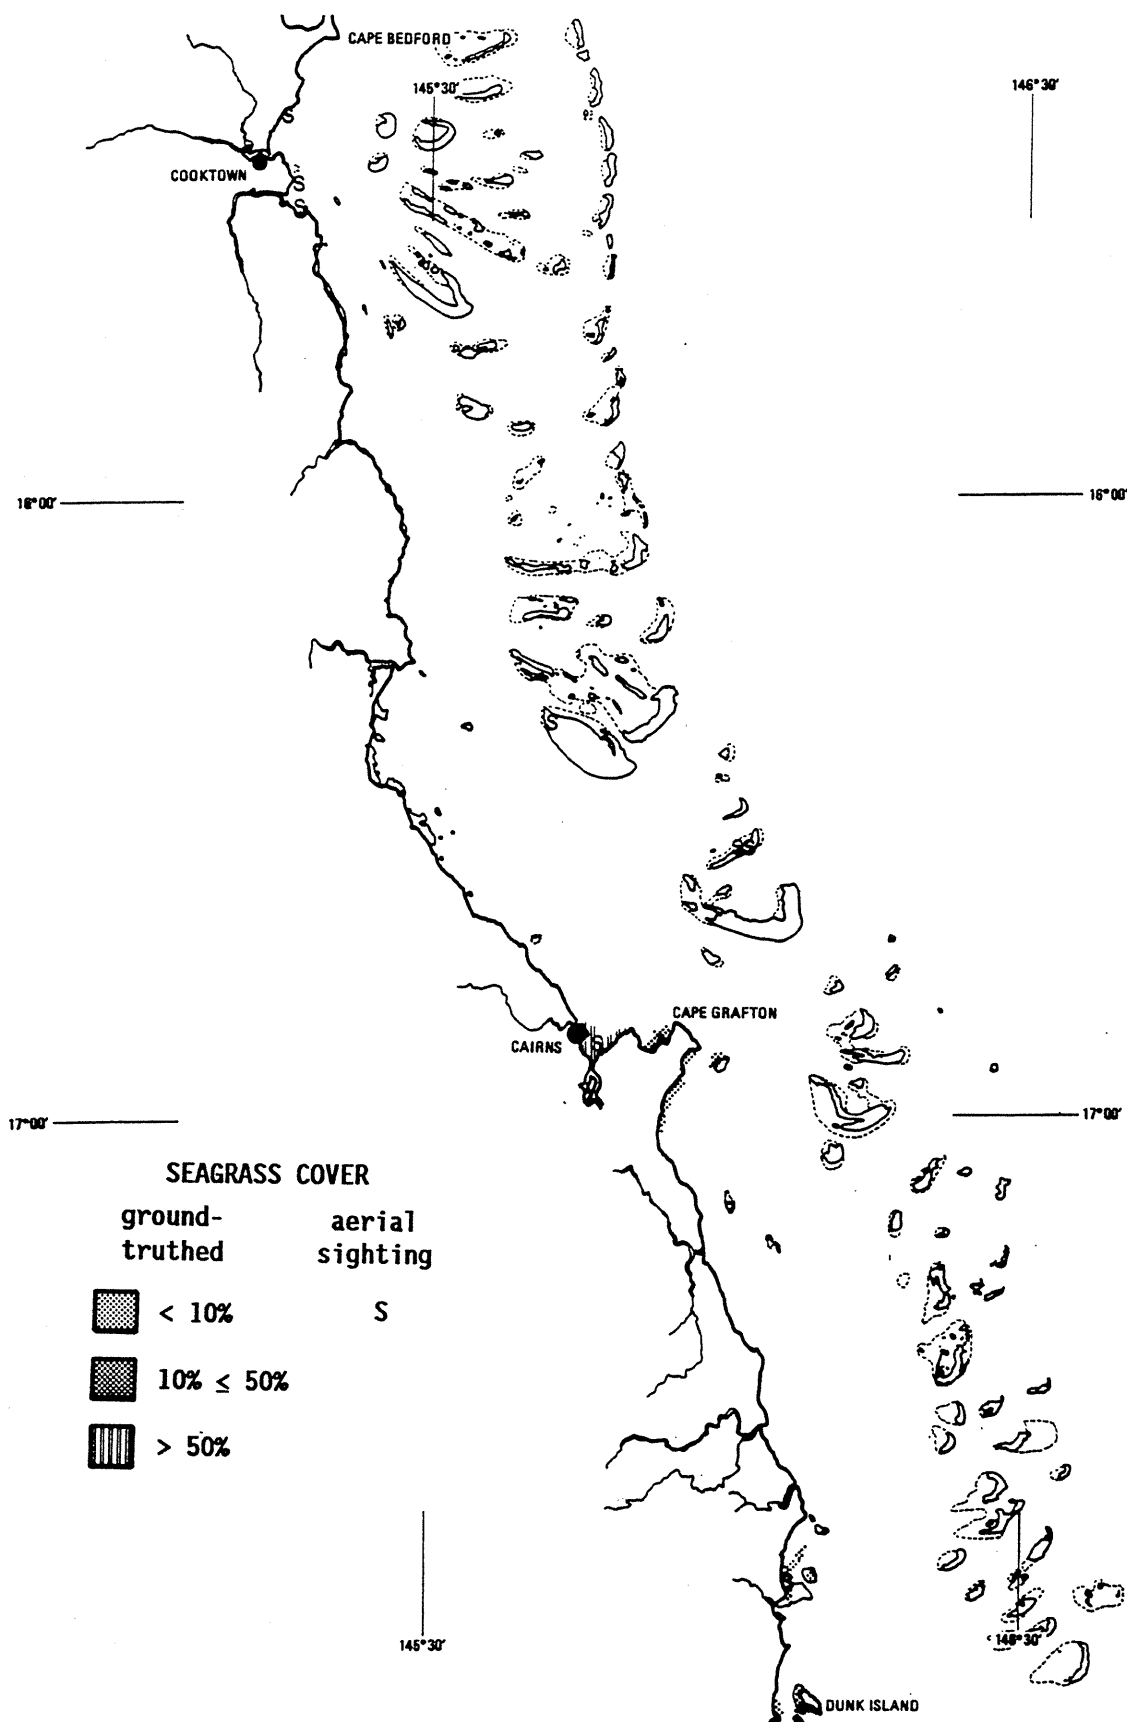 CAPE BEDFORD
145°30'
146°30'
S
COOKTOWN
S
S
16°00'
16°00'
S
CAPE GRAFTON
CAIRNS
S
17°00'
17°00'
SEAGRASS COVER
ground-
truthed
aerial
sighting
< 10%
S
10% ≤ 50%
> 50%
145°30'
146°30'
DUNK ISLAND